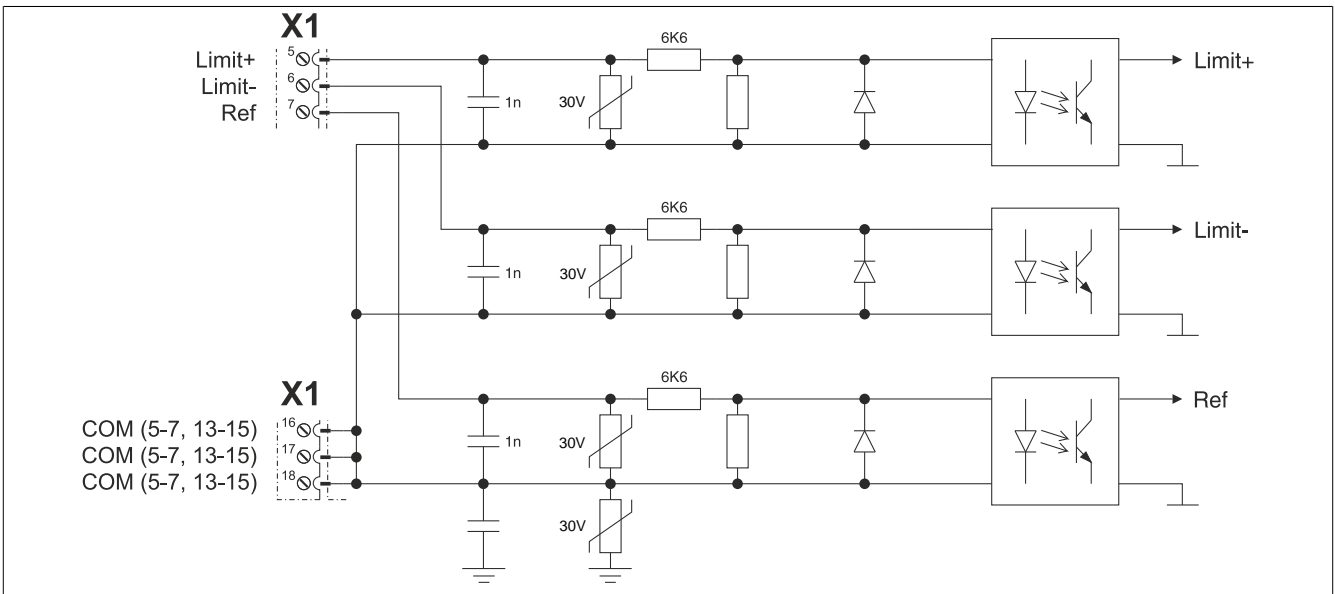 X1
5
Limit+
6
Limit-
7
Ref
6K6
1n
30V
Limit+
6K6
1n
30V
Limit-
X1
16
COM (5-7, 13-15)
17
COM (5-7, 13-15)
18
COM (5-7, 13-15)
6K6
1n
30V
Ref
30V